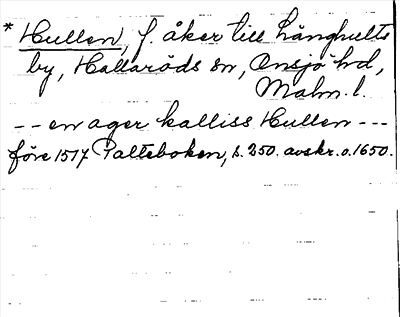 * Hullen, f. åker till Långhults
by, Hallaröds sn, Onsjö hd,
Malm. l.
-- en ager kalliss Hullen ---
före 1517 Palteboken, s. 250. avskr. o. 1650.